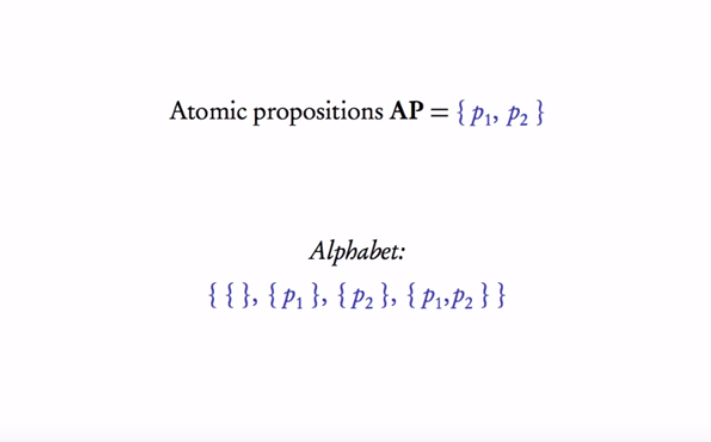 Atomic propositions AP = { p₁, p₂ }
Alphabet:
{ { }, { p₁ }, { p₂ }, { p₁,p₂ } }